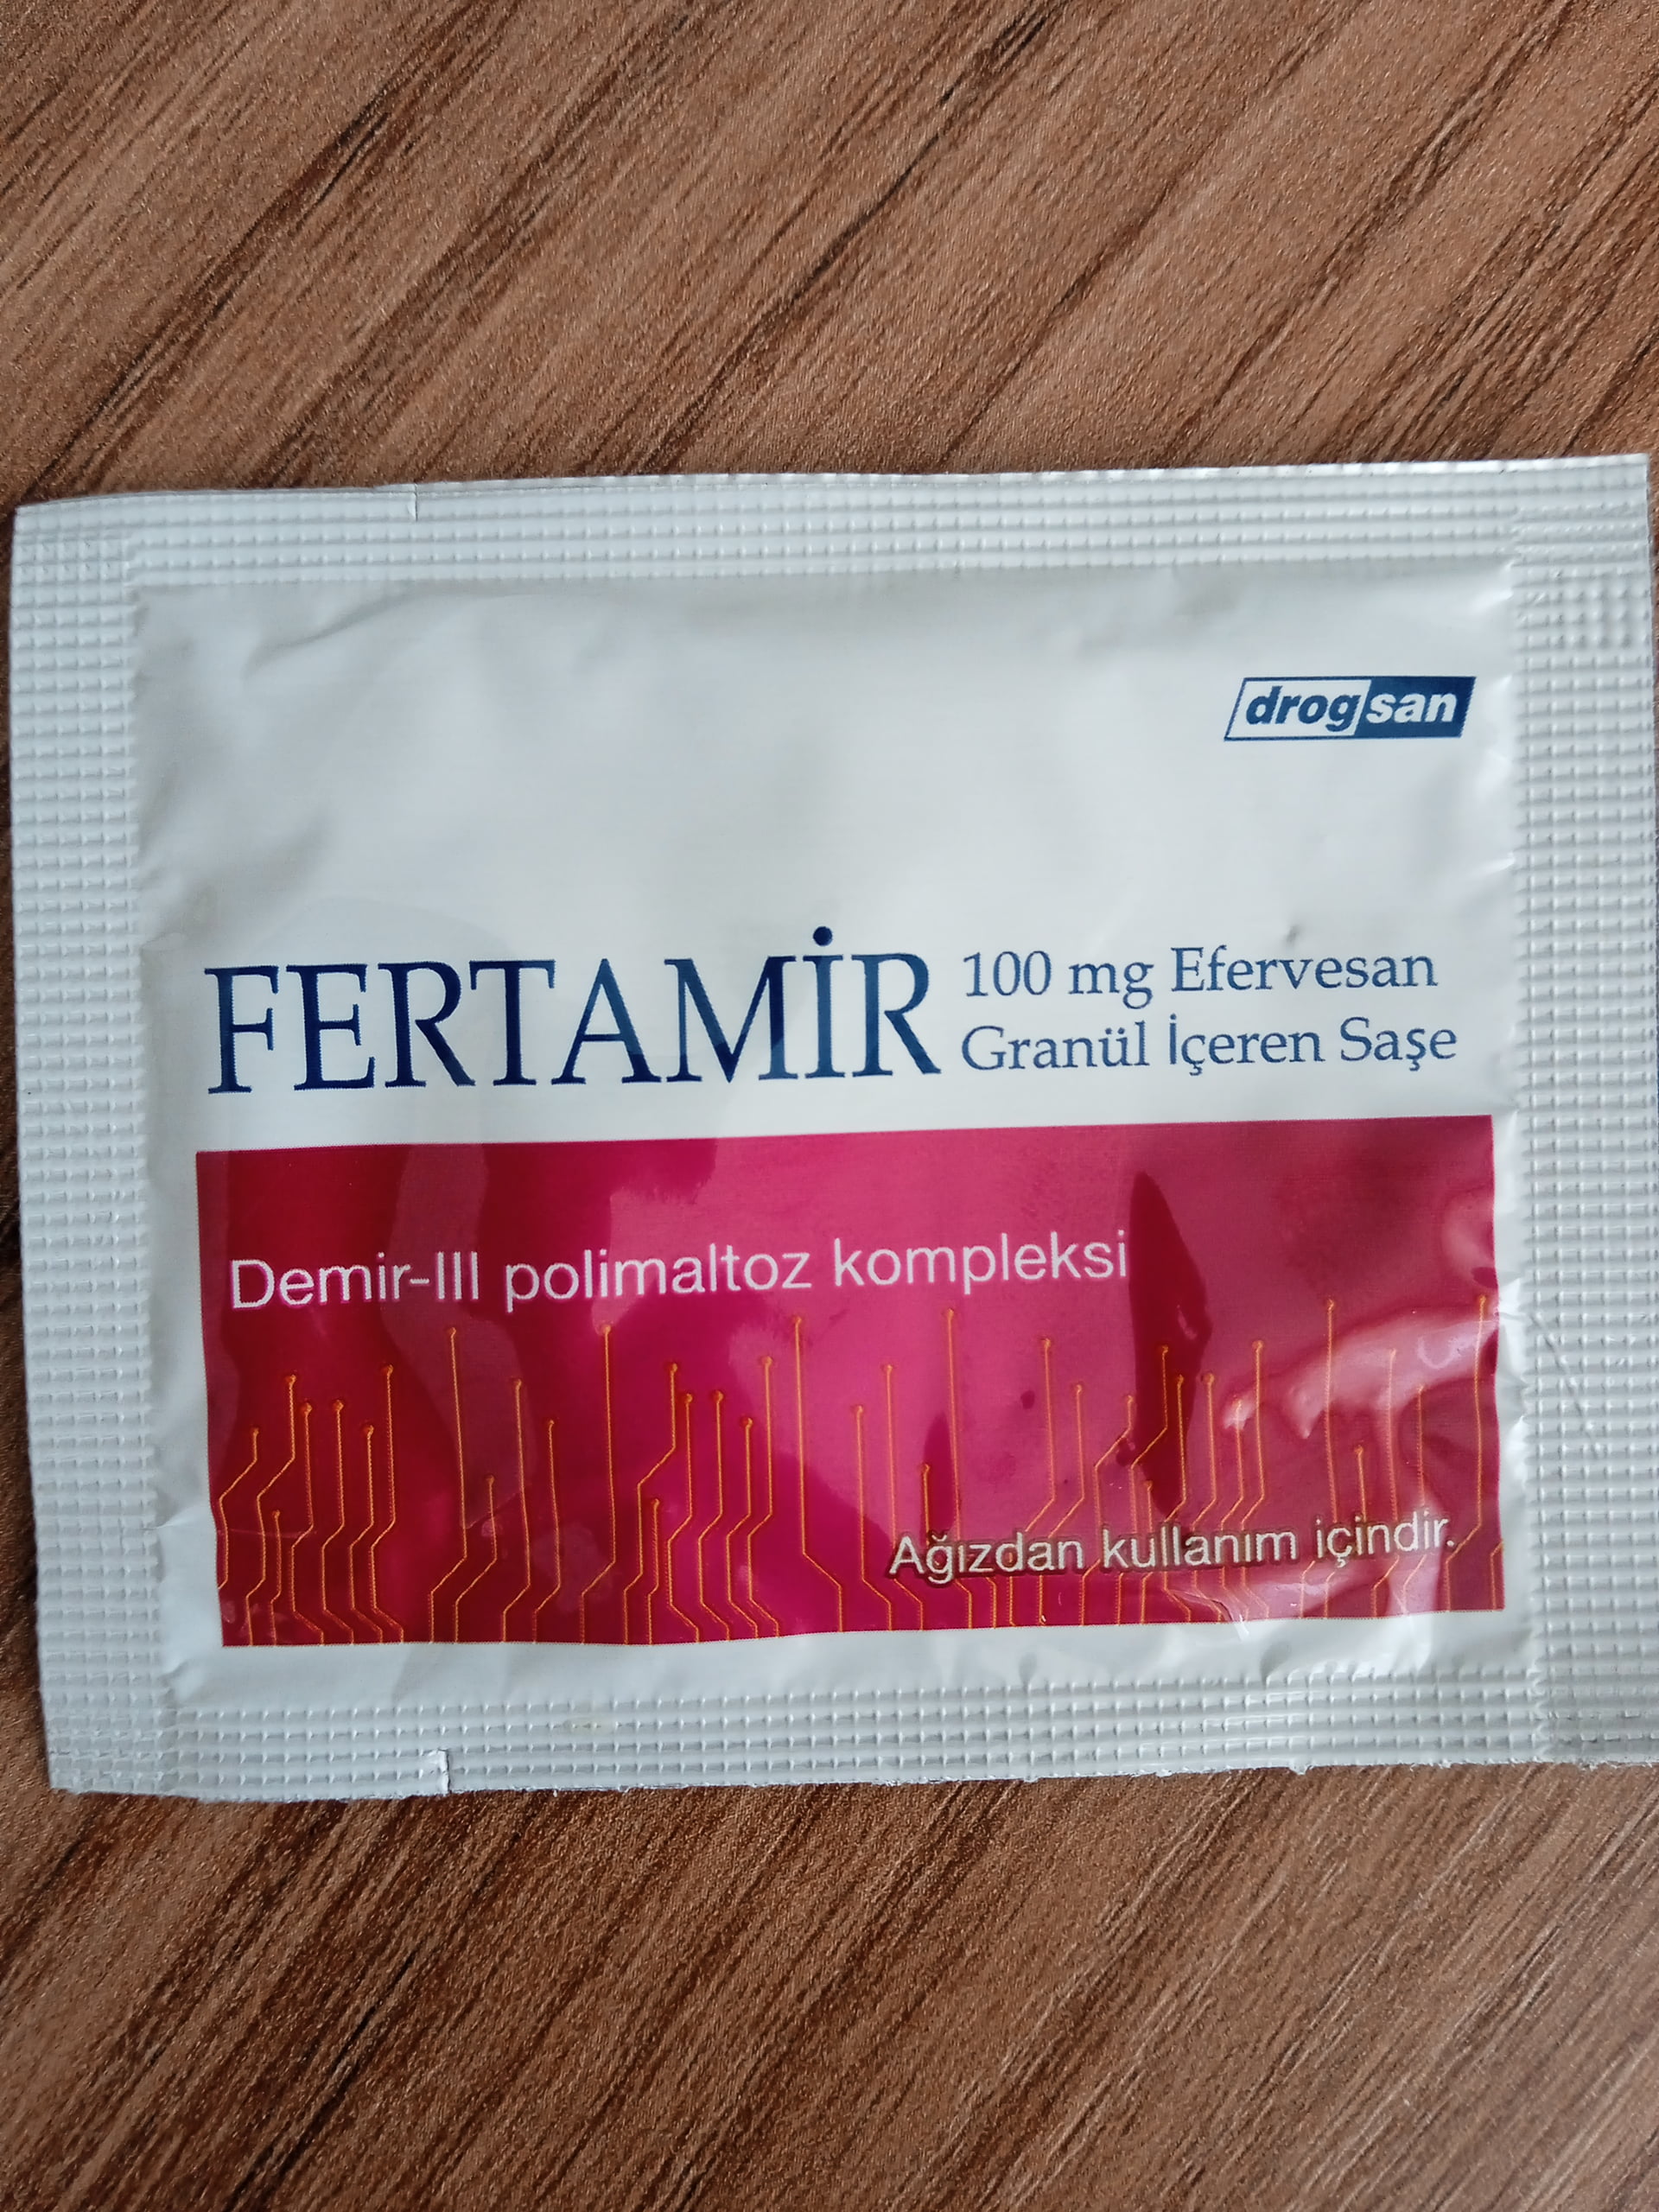 drogsan
FERTAMİR 100 mg Efervesan
Granül İçeren Saşe
Demir-III polimaltoz kompleksi
Ağızdan kullanım içindir.